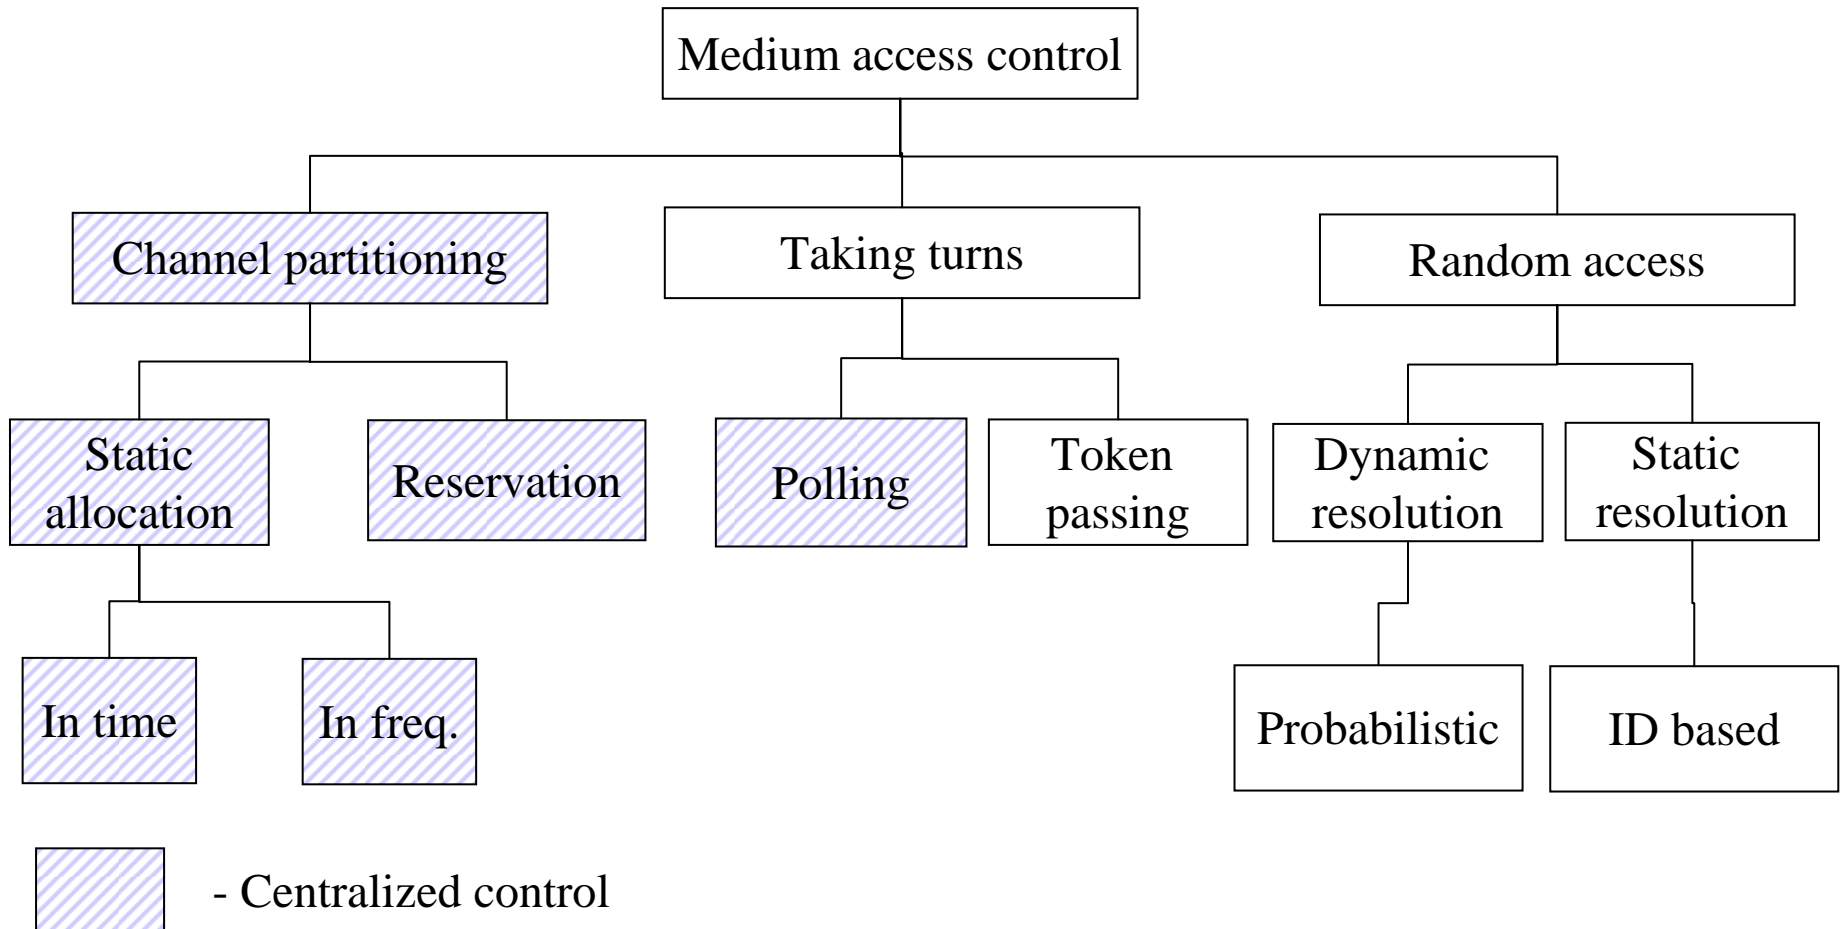 Medium access control
Channel partitioning
Taking turns
Random access
Static
allocation
Reservation
Polling
Token
passing
Dynamic
resolution
Static
resolution
In time
In freq.
Probabilistic
ID based
- Centralized control